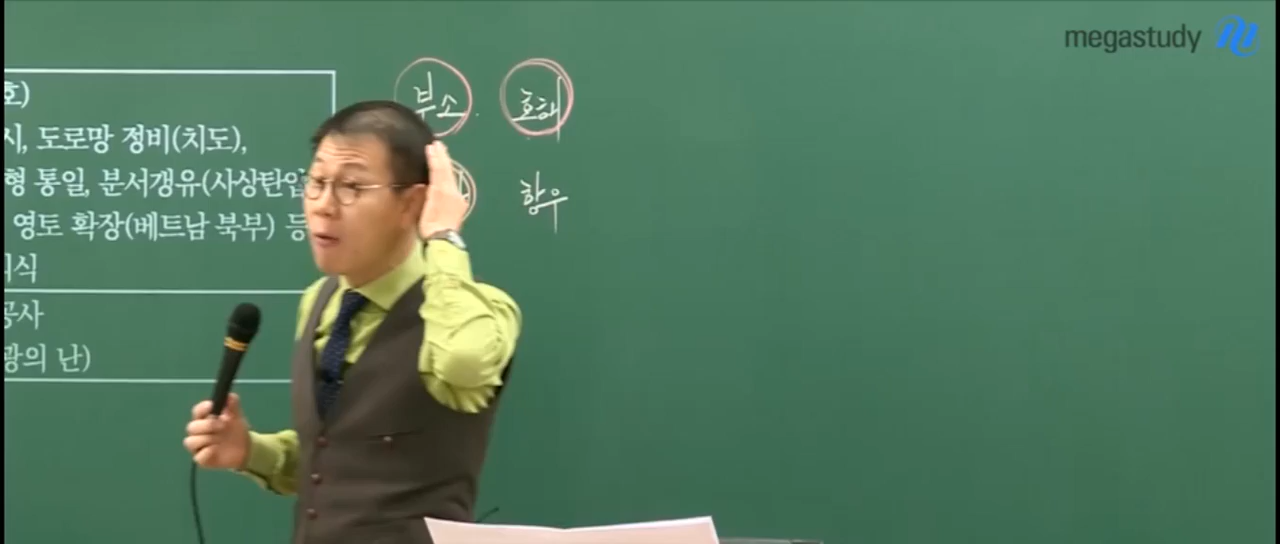 megastudy
호)
시, 도로망 정비(치도),
형 통일, 분서갱유(사상탄압
영토 확장(베트남 북부) 등
식
공사
광의 난)
부소. 호해
항우